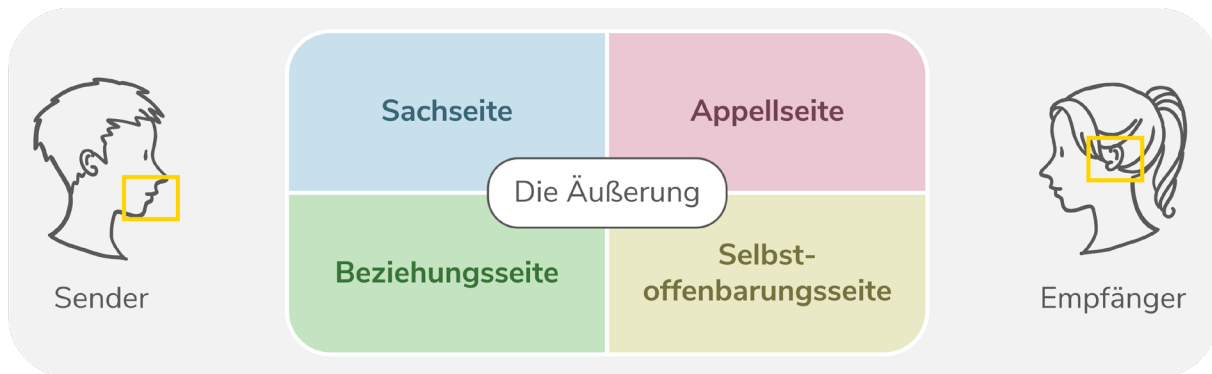 Sachseite
Appellseite
Die Äußerung
Beziehungsseite
Selbst-
offenbarungsseite
Sender
Empfänger